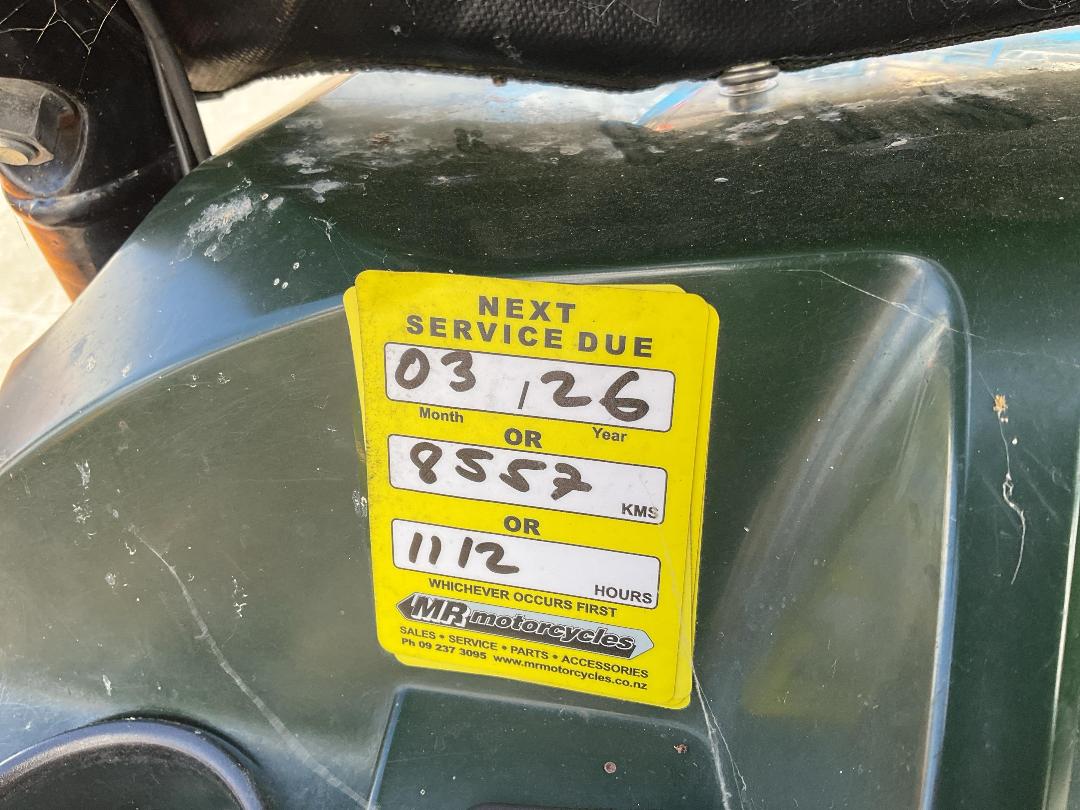 NEXT
SERVICE DUE
03 / 26
Month Year
OR
8557 KMS
OR
1112 HOURS
WHICHEVER OCCURS FIRST
MR motorcycles
SALES • SERVICE • PARTS • ACCESSORIES
Ph 09 237 3095 www.mrmotorcycles.co.nz